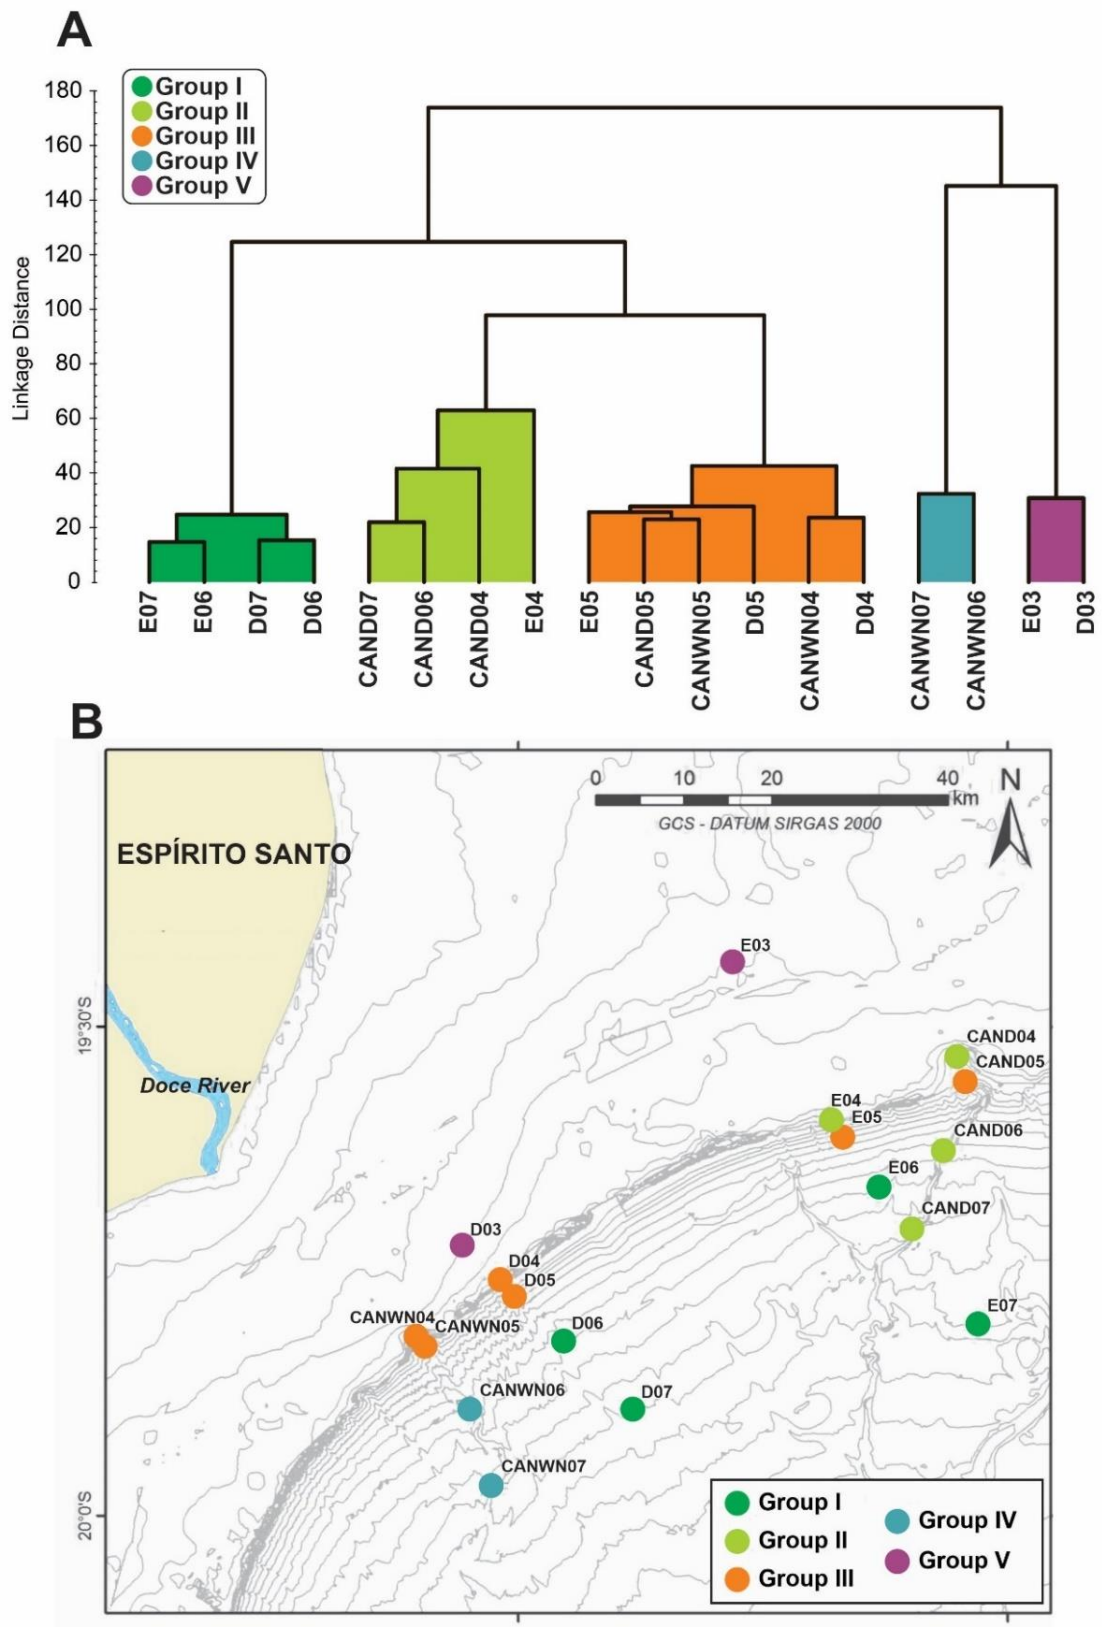 A
Group I
Group II
Group III
Group IV
Group V
180
160
140
120
100
80
60
40
20
0
Linkage Distance
E07
E06
D07
D06
CAND07
CAND06
CAND04
E04
E05
CAND05
CANWN05
D05
CANWN04
D04
CANWN07
CANWN06
E03
D03
B
0 10 20 40 km
GCS - DATUM SIRGAS 2000
N
ESPÍRITO SANTO
19°30'S
Doce River
20°0'S
E03
CAND04
CAND05
E04
E05
CAND06
E06
CAND07
D03
D04
D05
CANWN04
CANWN05
D06
E07
CANWN06
D07
CANWN07
Group I
Group II
Group III
Group IV
Group V